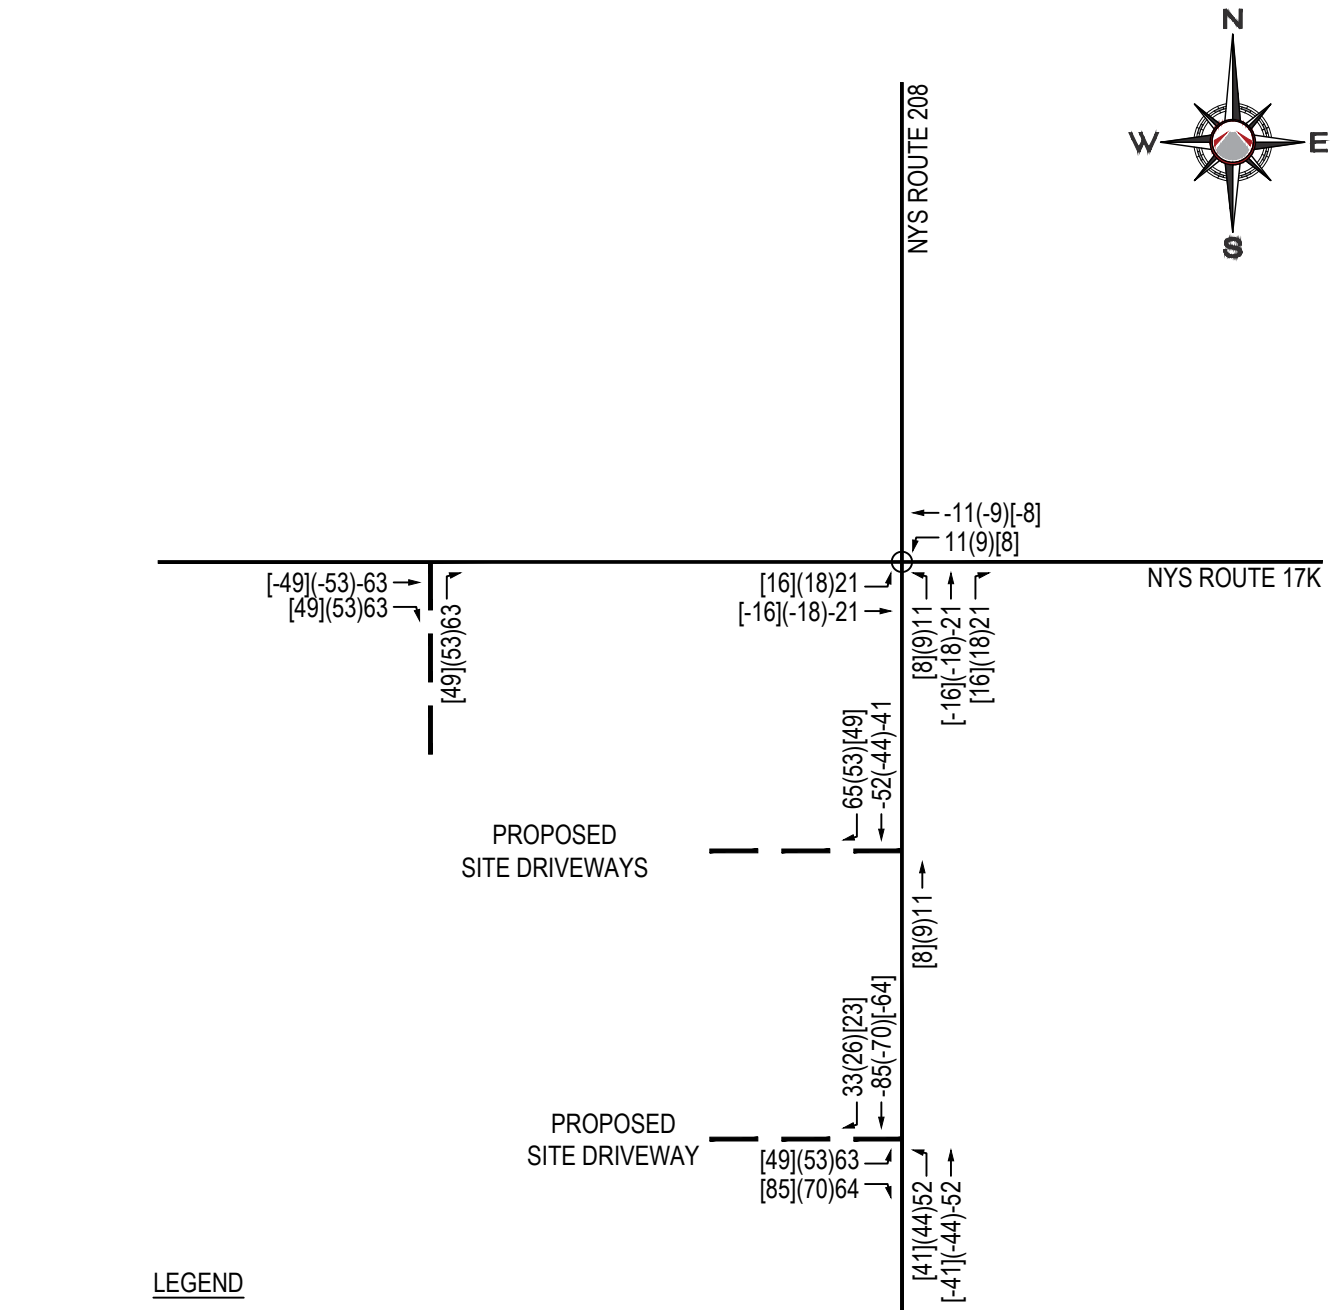 N
W
E
S
NYS ROUTE 208
-11(-9)[-8]
11(9)[8]
NYS ROUTE 17K
[-49](-53)-63
[49](53)63
[49](53)63
[16](18)21
[-16](-18)-21
[8](9)11
[-16](-18)-21
[16](18)21
65(53)[49]
-52(-44)-41
PROPOSED
SITE DRIVEWAYS
[8](9)11
33(26)[23]
-85(-70)[-64]
PROPOSED
SITE DRIVEWAY
[49](53)63
[85](70)64
[41](44)52
[-41](-44)-52
LEGEND